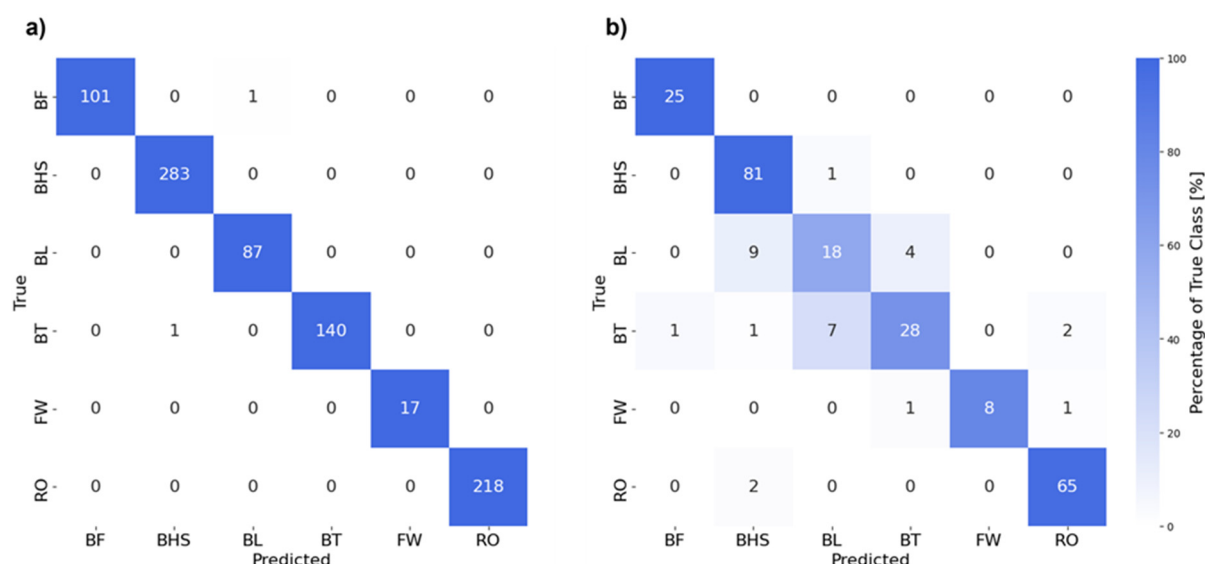 a)
BF 101 0 1 0 0 0
BHS 0 283 0 0 0 0
BL 0 0 87 0 0 0
BT 0 1 0 140 0 0
FW 0 0 0 0 17 0
RO 0 0 0 0 0 218
True
BF BHS BL BT FW RO
Predicted
b)
BF 25 0 0 0 0 0
BHS 0 81 1 0 0 0
BL 0 9 18 4 0 0
BT 1 1 7 28 0 2
FW 0 0 0 1 8 1
RO 0 2 0 0 0 65
True
BF BHS BL BT FW RO
Predicted
100
80
60
40
20
0
Percentage of True Class [%]